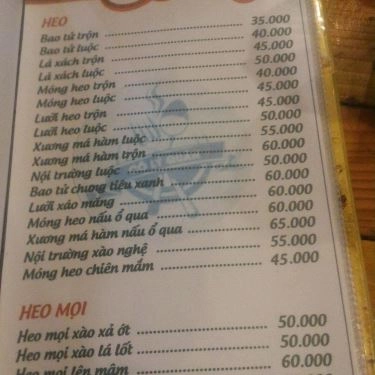 HEO
Bao tử trộn 35.000
Bao tử luộc 40.000
Lá xách trộn 45.000
Lá xách luộc 50.000
Móng heo trộn 40.000
Móng heo luộc 45.000
Lưỡi heo trộn 45.000
Lưỡi heo luộc 50.000
Xương má hàm luộc 55.000
Xương má hàm trộn 60.000
Nội trường luộc 50.000
Bao tử chưng tiêu xanh 60.000
Lưỡi xáo măng 60.000
Móng heo nấu ổ qua 60.000
Xương má hàm nấu ổ qua 65.000
Nội trường xào nghệ 55.000
Móng heo chiên mắm 45.000
HEO MỌI
Heo mọi xào xả ớt 50.000
Heo mọi xào lá lốt 50.000
Heo mọi lên mâm 60.000